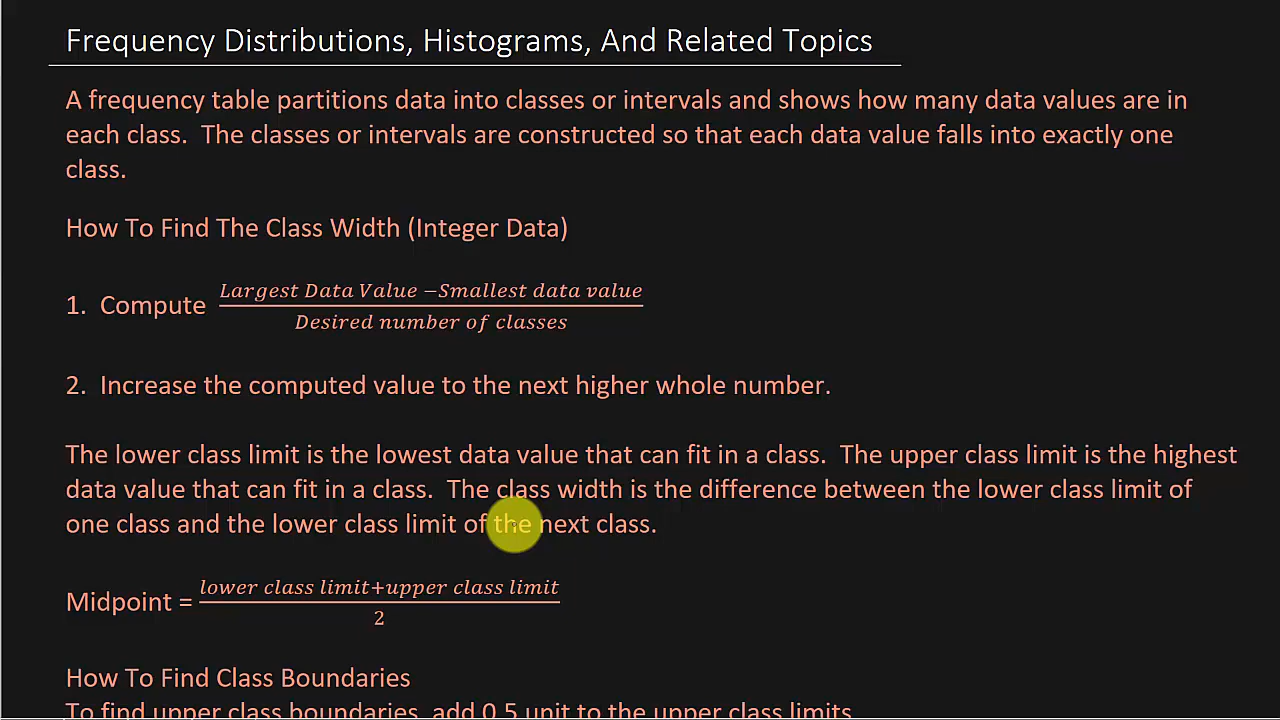 Frequency Distributions, Histograms, And Related Topics
A frequency table partitions data into classes or intervals and shows how many data values are in
each class.  The classes or intervals are constructed so that each data value falls into exactly one
class.
How To Find The Class Width (Integer Data)
1.  Compute Largest Data Value −Smallest data value
Desired number of classes
2.  Increase the computed value to the next higher whole number.
The lower class limit is the lowest data value that can fit in a class.  The upper class limit is the highest
data value that can fit in a class.  The class width is the difference between the lower class limit of
one class and the lower class limit of the next class.
Midpoint = lower class limit+upper class limit
2
How To Find Class Boundaries
To find upper class boundaries, add 0.5 unit to the upper class limits